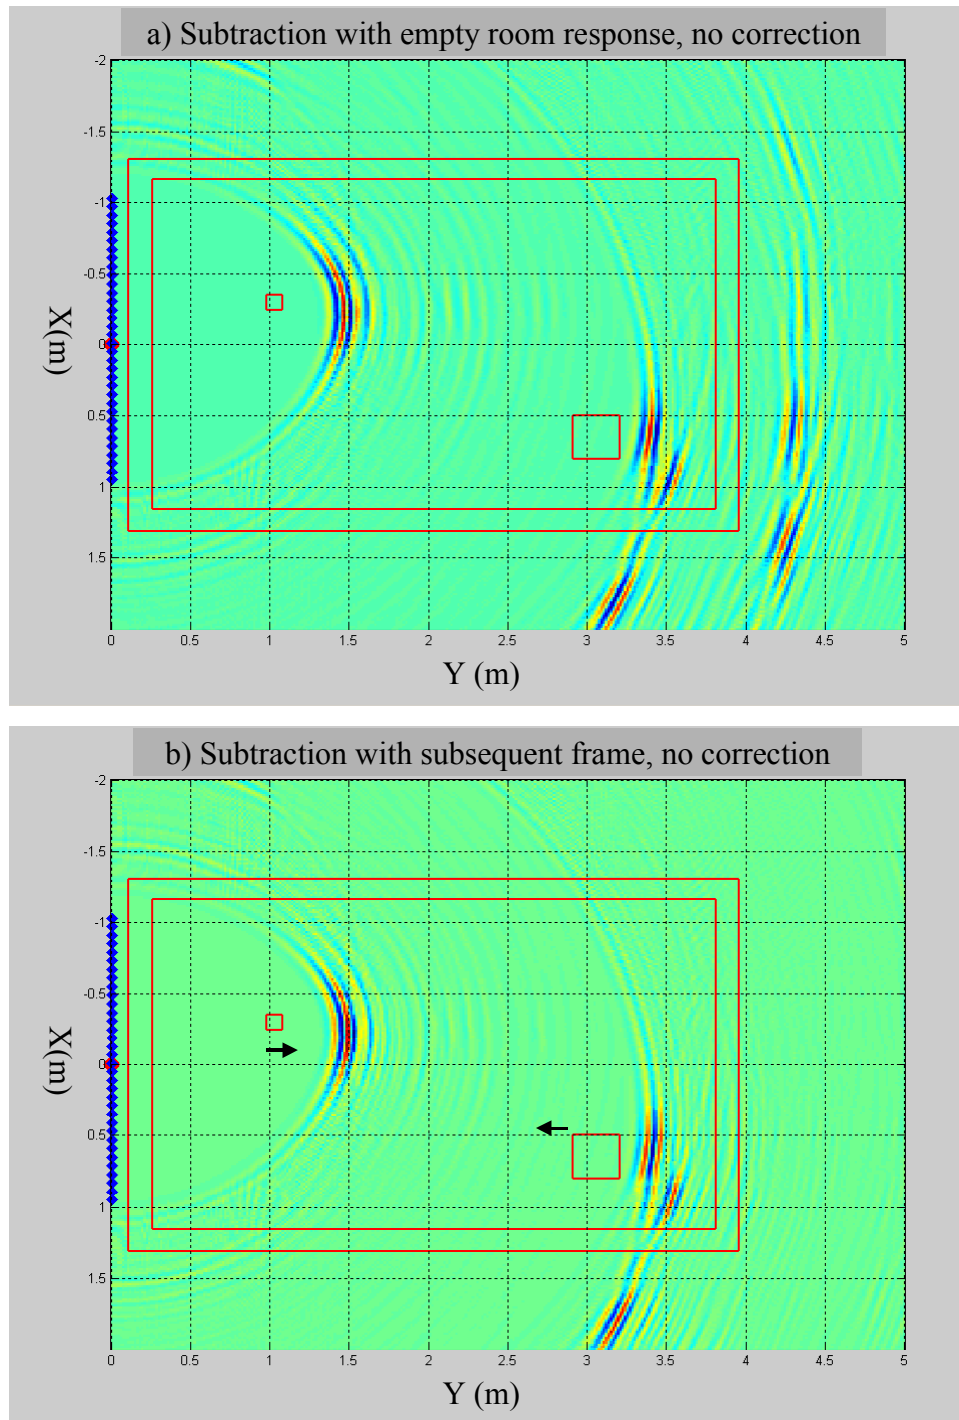 a) Subtraction with empty room response, no correction
-2
-1.5
-1
-0.5
0
0.5
1
1.5
X(m)
0 0.5 1 1.5 2 2.5 3 3.5 4 4.5 5
Y (m)
b) Subtraction with subsequent frame, no correction
-2
-1.5
-1
-0.5
0
0.5
1
1.5
X(m)
0 0.5 1 1.5 2 2.5 3 3.5 4 4.5 5
Y (m)